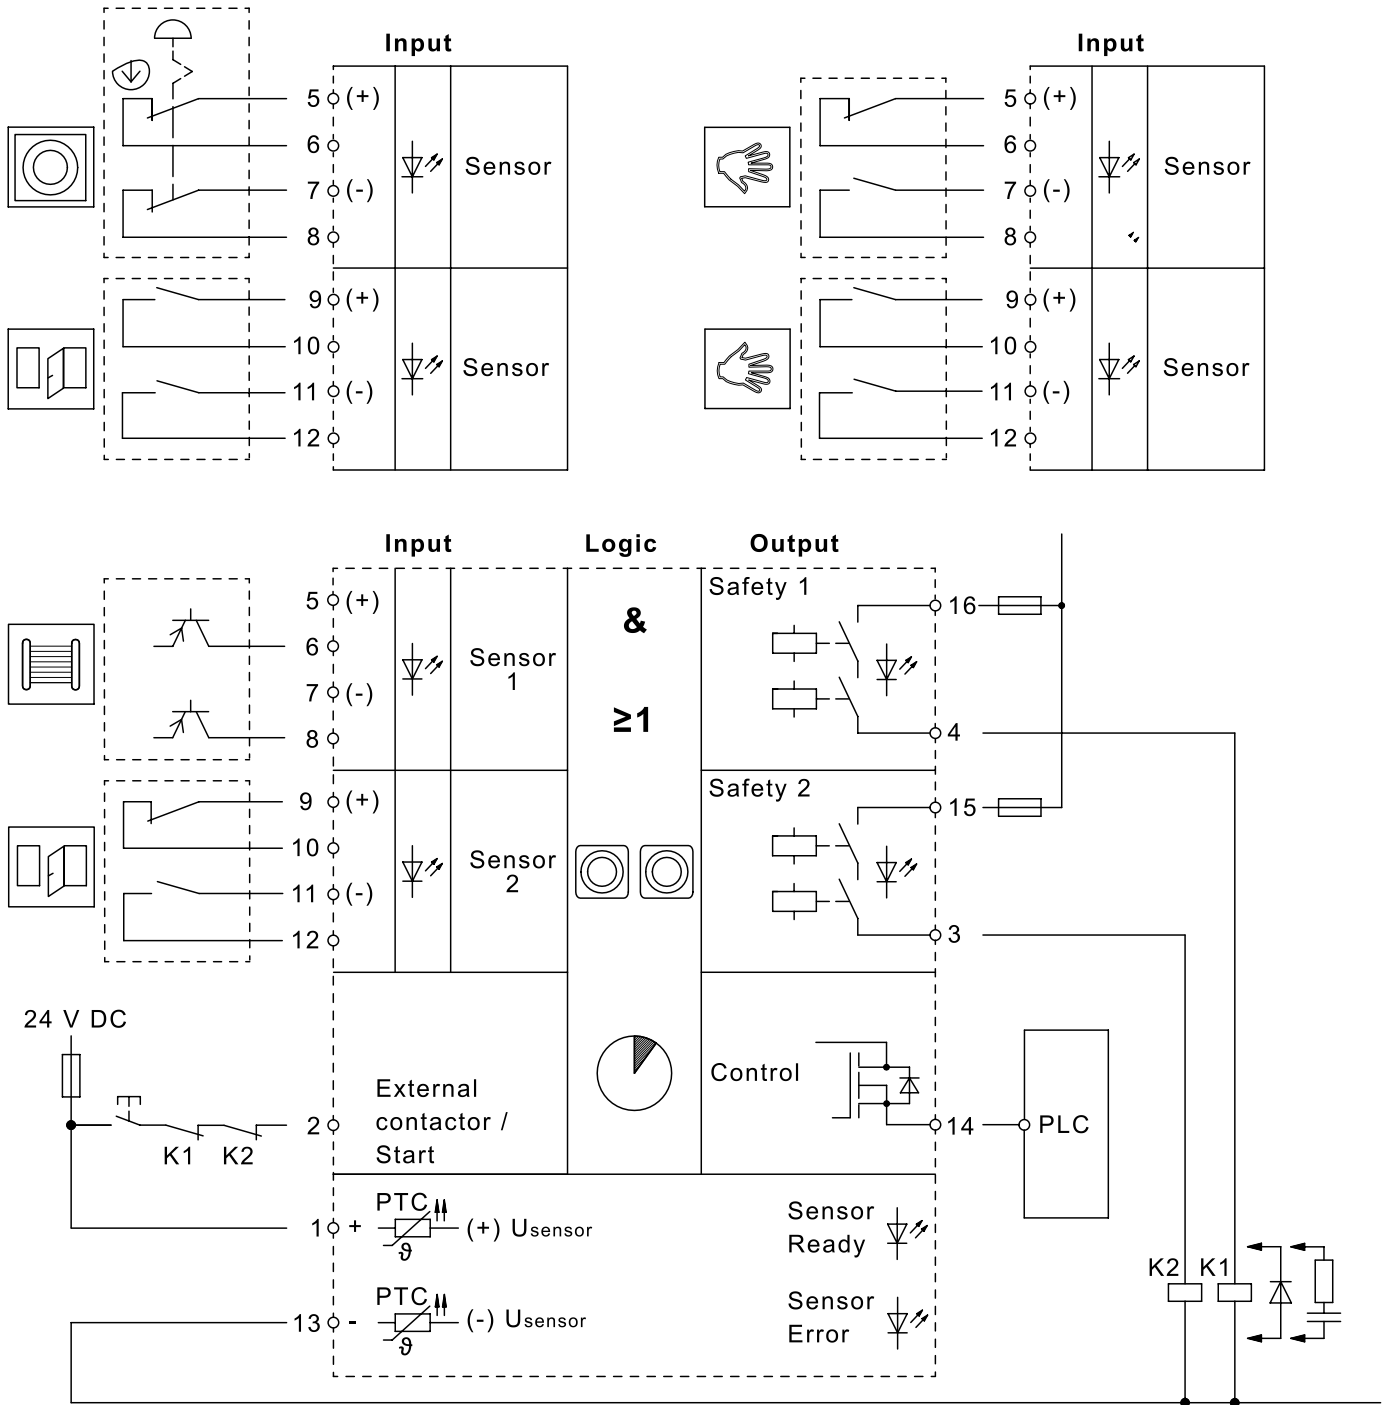 Input
5 (+)
6
Sensor
7 (-)
8
9 (+)
10
Sensor
11 (-)
12
Input
5 (+)
6
Sensor
7 (-)
8
9 (+)
10
Sensor
11 (-)
12
Input Logic Output
5 (+)
6
7 (-)
8
Sensor
1
&
≥1
Safety 1
16
4
9 (+)
10
11 (-)
12
Sensor
2
Safety 2
15
3
24 V DC
K1 K2
2
External
contactor /
Start
Control
14
PLC
1 + PTC ϑ (+) Usensor
Sensor
Ready
13 - PTC ϑ (-) Usensor
Sensor
Error
K2 K1